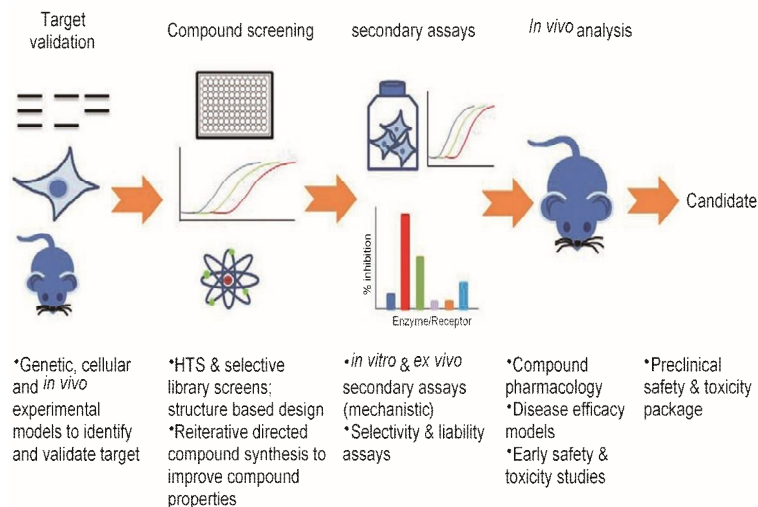 Target
validation
Compound screening
secondary assays
In vivo analysis
Candidate
% inhibition
Enzyme/Receptor
•Genetic, cellular
and in vivo
experimental
models to identify
and validate target
•HTS & selective
library screens;
structure based design
•Reiterative directed
compound synthesis to
improve compound
properties
•in vitro & ex vivo
secondary assays
(mechanistic)
•Selectivity & liability
assays
•Compound
pharmacology
•Disease efficacy
models
•Early safety &
toxicity studies
•Preclinical
safety & toxicity
package